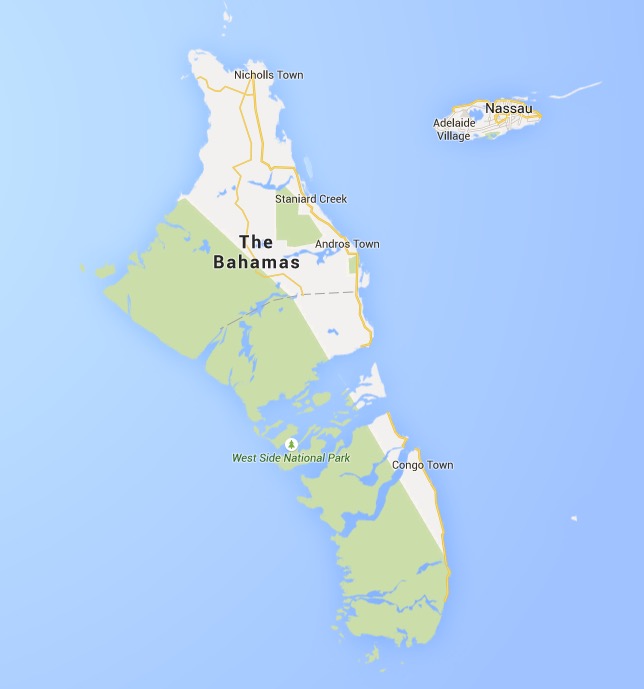 Nicholls Town
Nassau
Adelaide
Village
Staniard Creek
The
Bahamas
Andros Town
West Side National Park
Congo Town